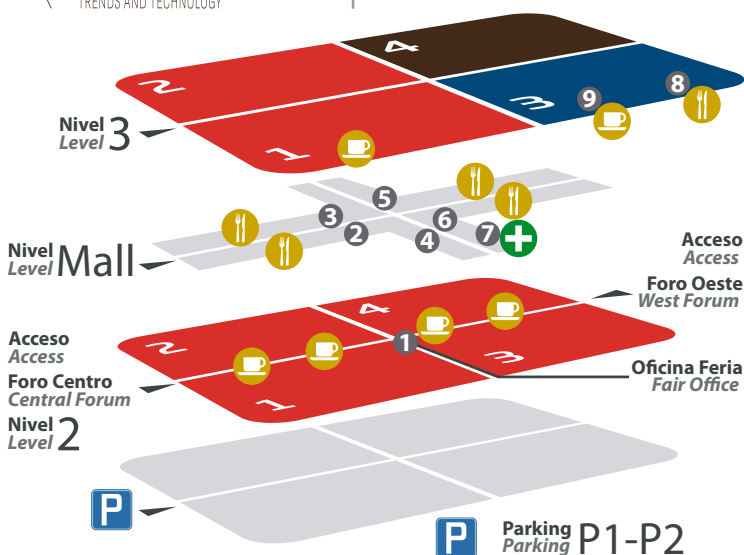 TRENDS AND TECHNOLOGY
2
4
1
3
9
8
Nivel
Level 3
5
3
2
6
4
7
Nivel
Level Mall
Acceso
Access
Foro Oeste
West Forum
2
4
1
3
1
Acceso
Access
Foro Centro
Central Forum
Oficina Feria
Fair Office
Nivel
Level 2
P
P
Parking
Parking P1-P2